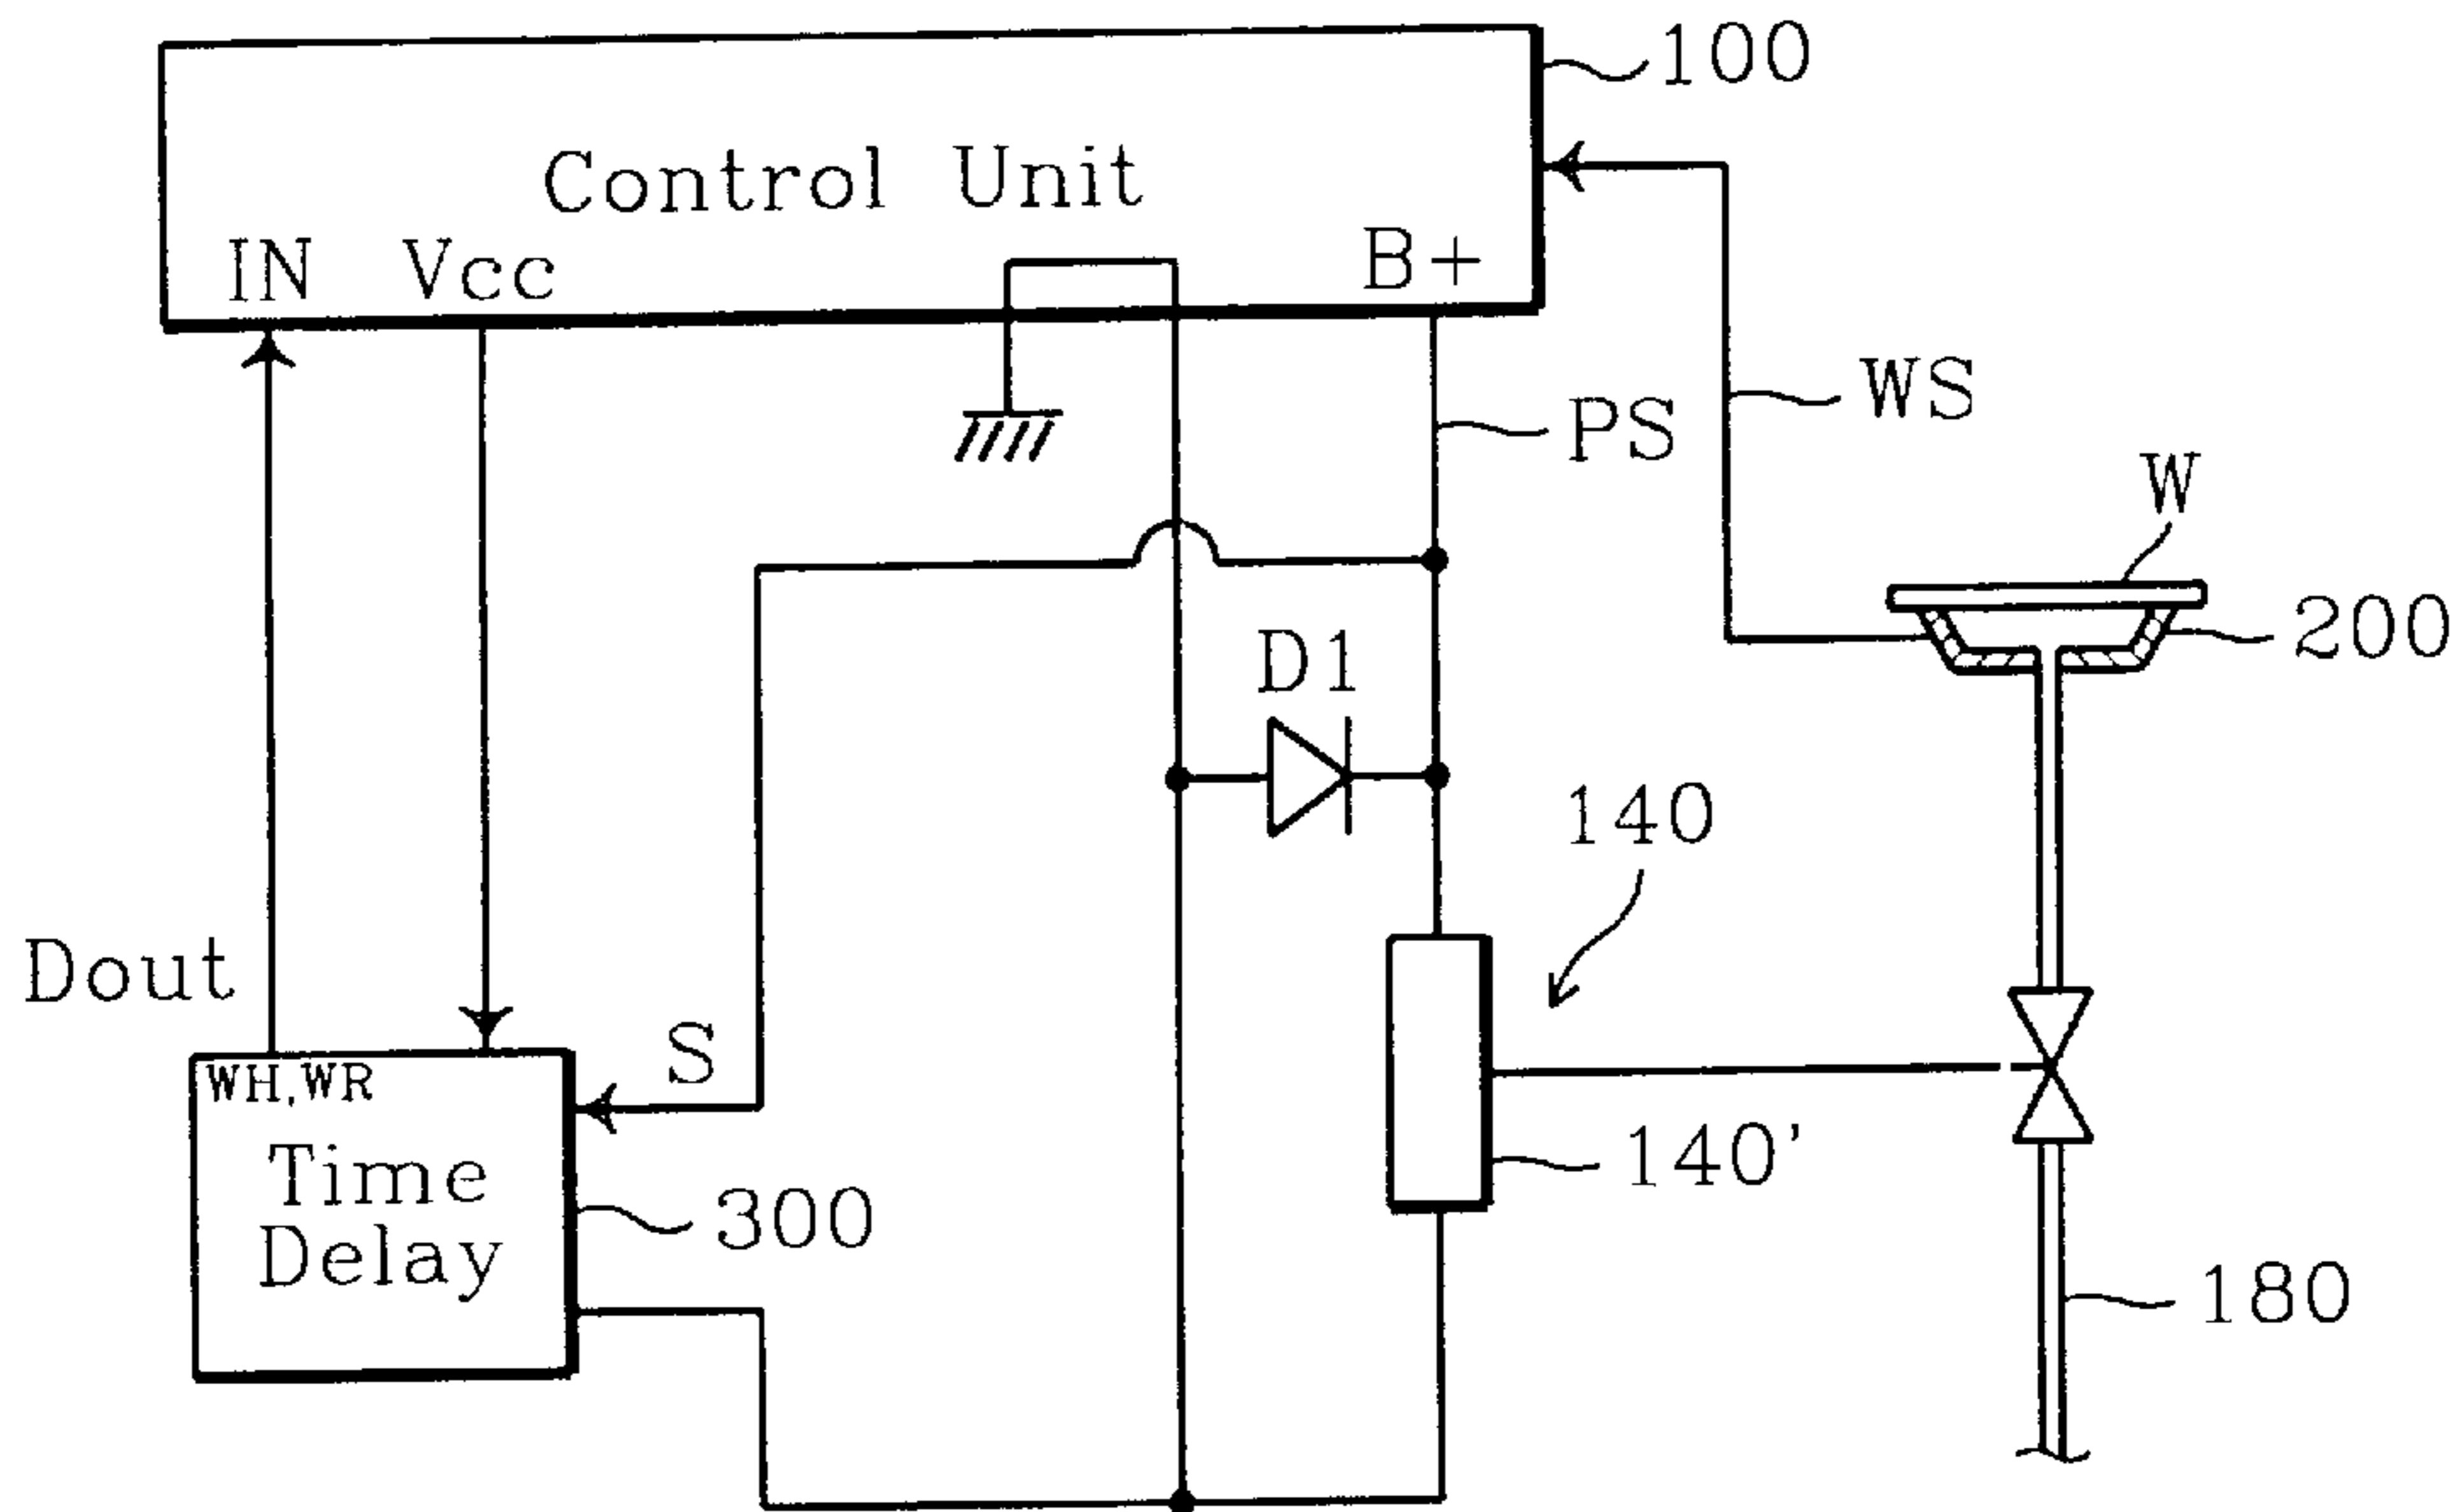 100
Control Unit
IN Vcc
B+
WS
PS
W
200
D1
140
Dout
S
WH,WR
Time
Delay
140'
300
180